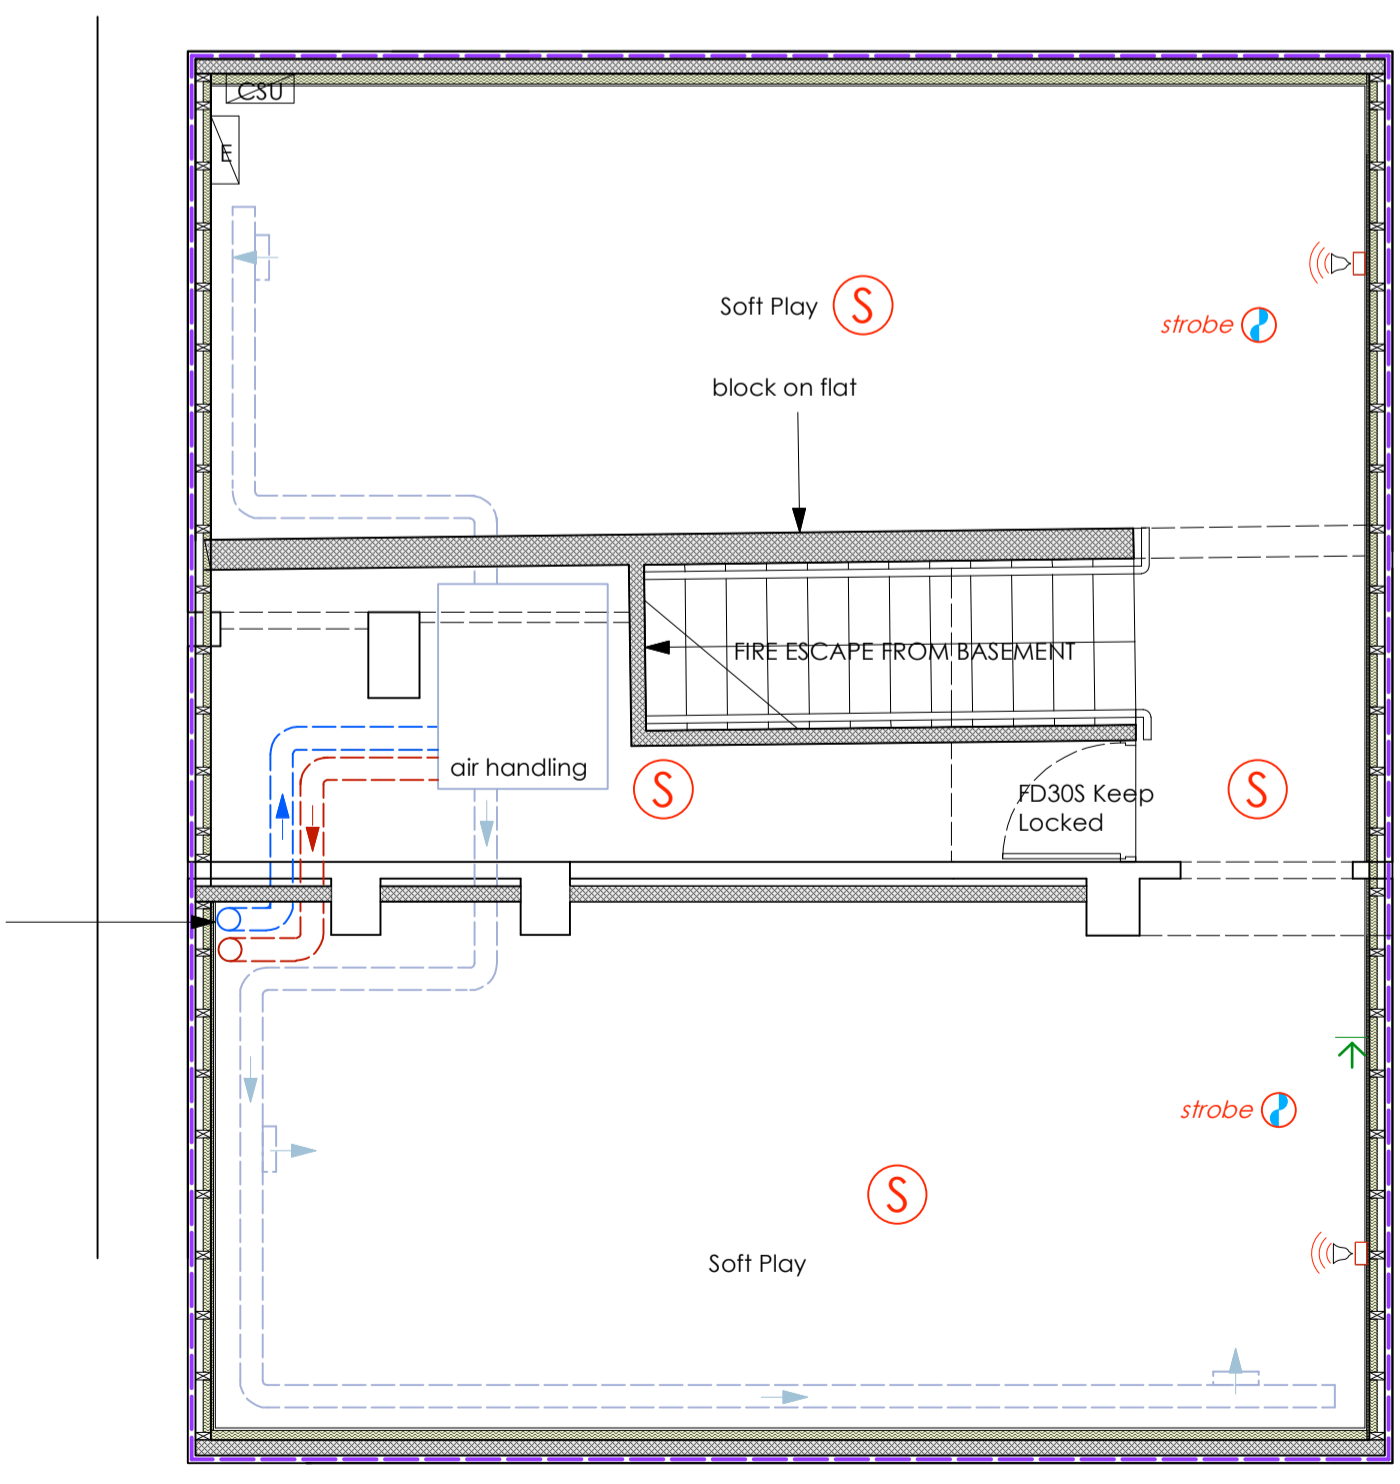 CSU
E
Soft Play S
strobe
block on flat
FIRE ESCAPE FROM BASEMENT
air handling
S
FD30S Keep
Locked
S
strobe
S
Soft Play